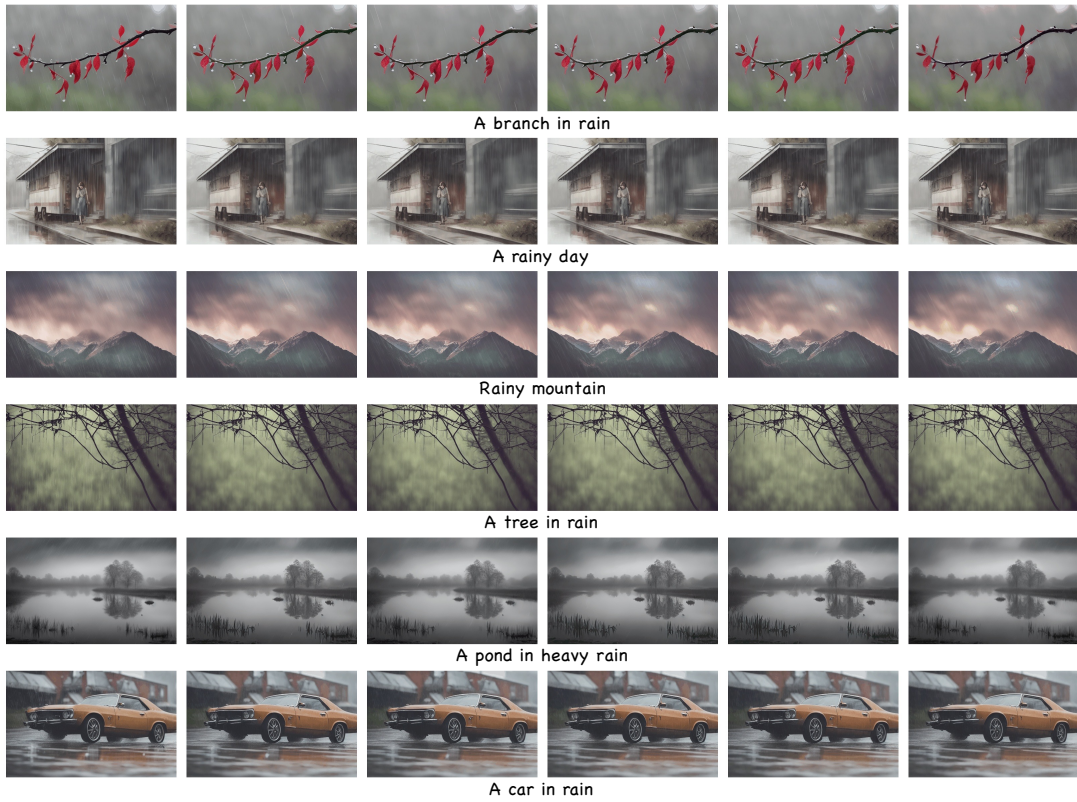 A branch in rain
A rainy day
Rainy mountain
A tree in rain
A pond in heavy rain
A car in rain